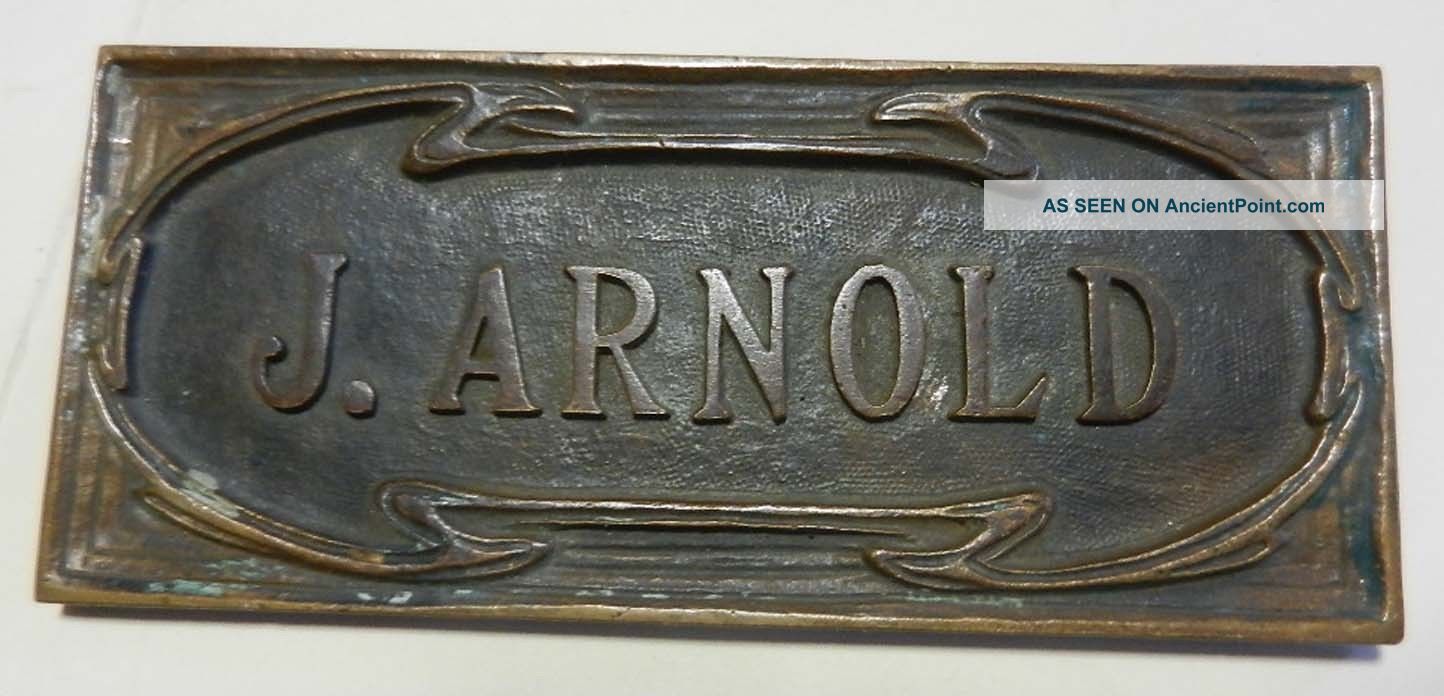 AS SEEN ON AncientPoint.com
J. ARNOLD